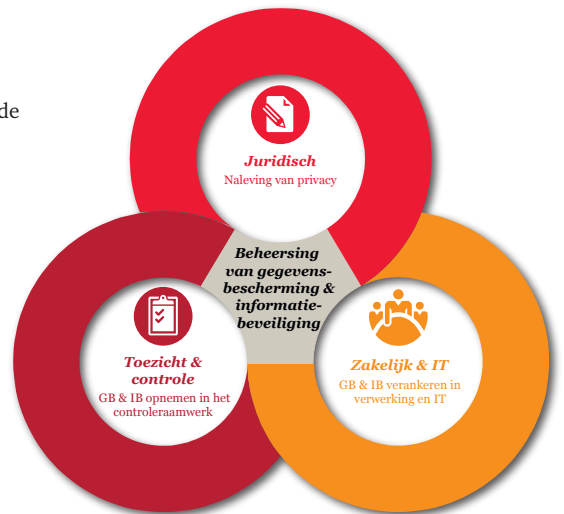 de
Juridisch
Naleving van privacy
Beheersing
van gegevens-
bescherming &
informatie-
beveiliging
Toezicht &
controle
GB & IB opnemen in het
controleraamwerk
Zakelijk & IT
GB & IB verankeren in
verwerking en IT